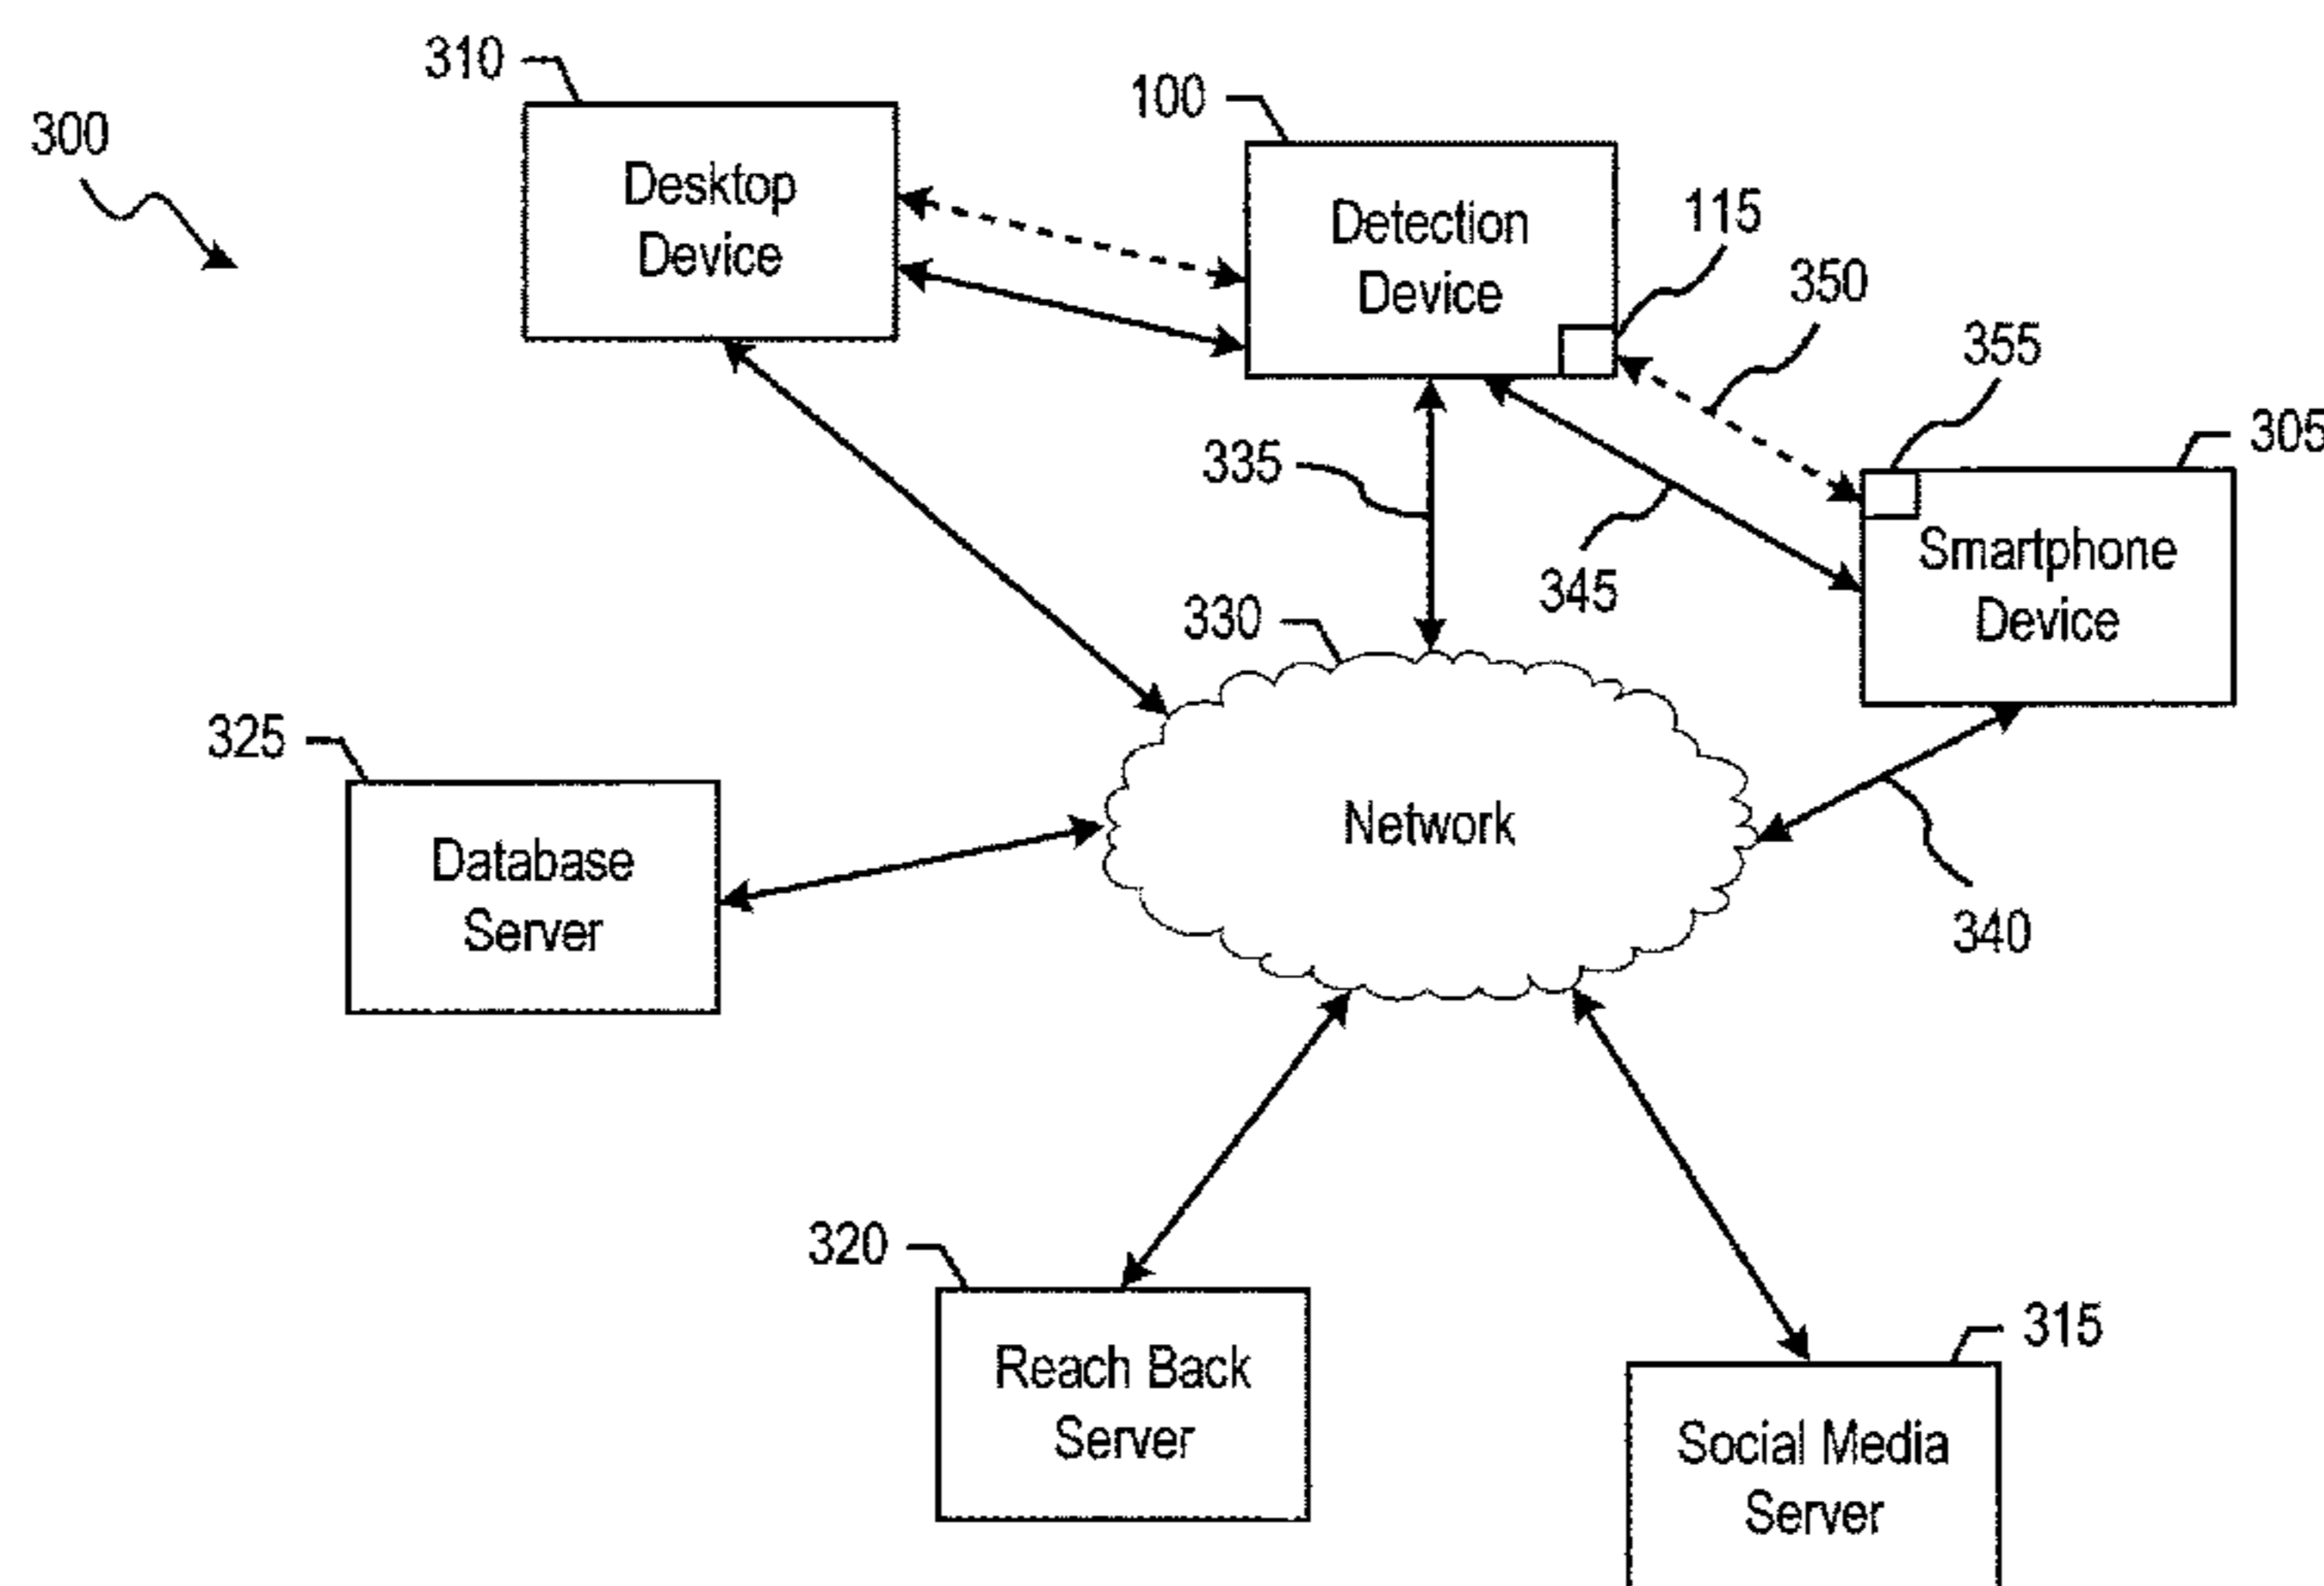 310
100
300
Desktop
Device
Detection
Device
115
350
355
305
335
Smartphone
Device
345
330
325
Network
Database
Server
340
320
315
Reach Back
Server
Social Media
Server